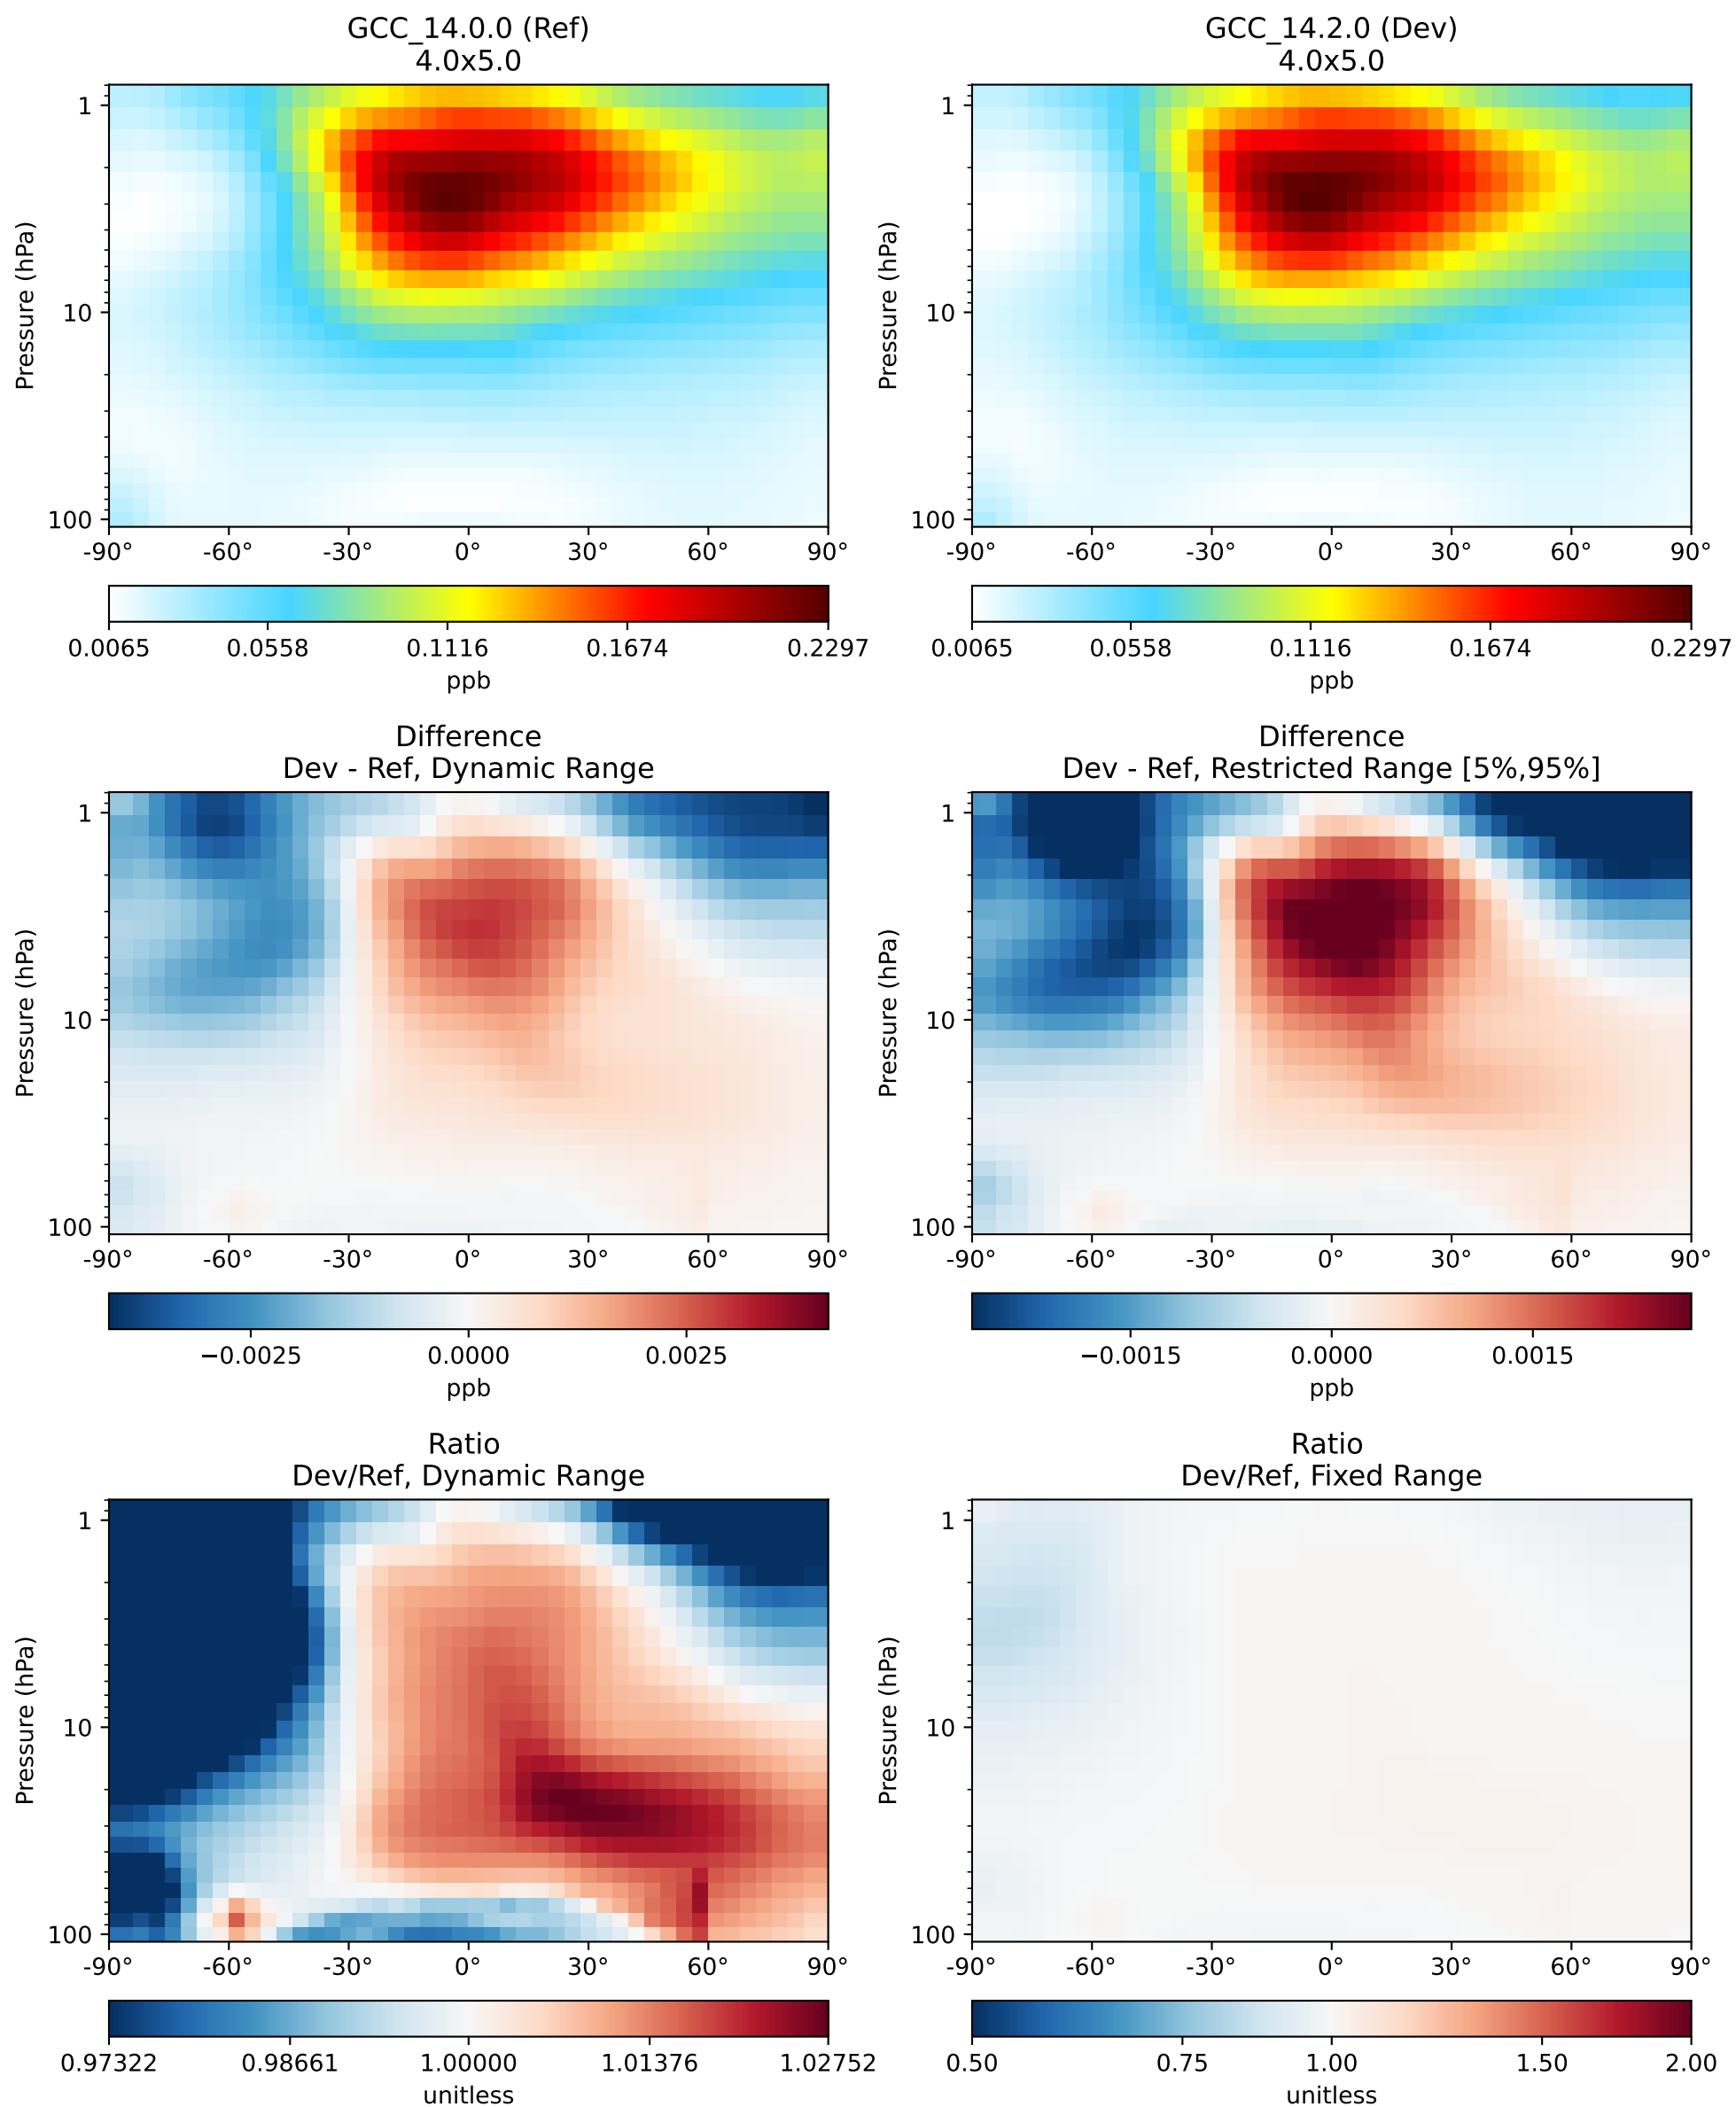 GCC_14.0.0 (Ref)
4.0x5.0
GCC_14.2.0 (Dev)
4.0x5.0
Pressure (hPa)
1
10
100
-90° -60° -30° 0° 30° 60° 90°
0.0065 0.0558 0.1116 0.1674 0.2297
ppb
Pressure (hPa)
1
10
100
-90° -60° -30° 0° 30° 60° 90°
0.0065 0.0558 0.1116 0.1674 0.2297
ppb
Difference
Dev - Ref, Dynamic Range
Pressure (hPa)
1
10
100
-90° -60° -30° 0° 30° 60° 90°
−0.0025 0.0000 0.0025
ppb
Difference
Dev - Ref, Restricted Range [5%,95%]
Pressure (hPa)
1
10
100
-90° -60° -30° 0° 30° 60° 90°
−0.0015 0.0000 0.0015
ppb
Ratio
Dev/Ref, Dynamic Range
Pressure (hPa)
1
10
100
-90° -60° -30° 0° 30° 60° 90°
0.97322 0.98661 1.00000 1.01376 1.02752
unitless
Ratio
Dev/Ref, Fixed Range
Pressure (hPa)
1
10
100
-90° -60° -30° 0° 30° 60° 90°
0.50 0.75 1.00 1.50 2.00
unitless